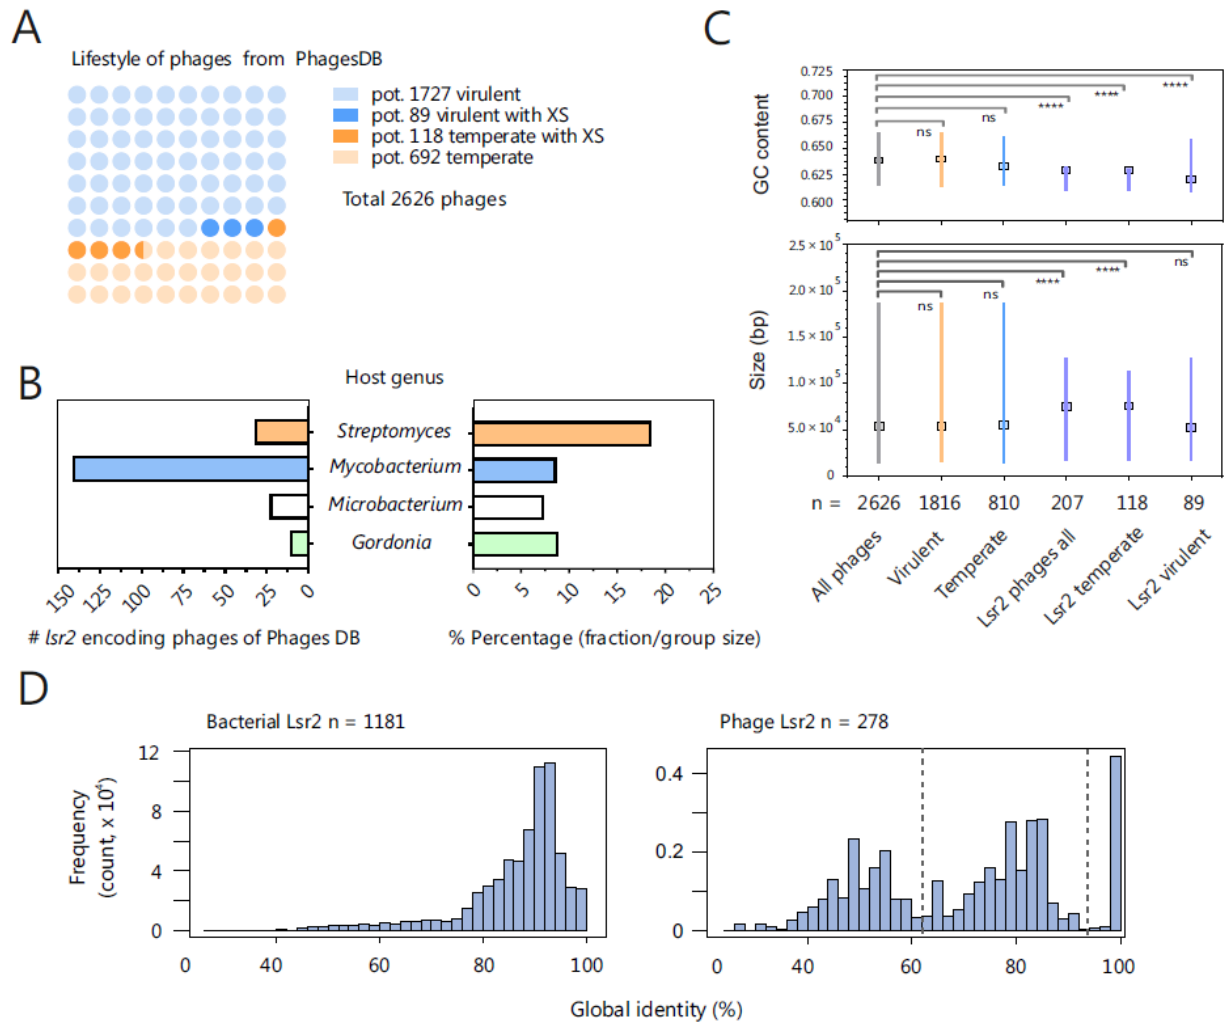 A
Lifestyle of phages from PhagesDB
pot. 1727 virulent
pot. 89 virulent with XS
pot. 118 temperate with XS
pot. 692 temperate
Total 2626 phages
B
Host genus
Streptomyces
Mycobacterium
Microbacterium
Gordonia
150 125 100 75 50 25 0
0 5 10 15 20 25
# lsr2 encoding phages of Phages DB
% Percentage (fraction/group size)
C
GC content
0.725
0.700
0.675
0.650
0.625
0.600
ns
ns
****
****
****
Size (bp)
2.5 × 10⁵
2.0 × 10⁵
1.5 × 10⁵
1.0 × 10⁵
5.0 × 10⁴
0
ns
ns
****
****
ns
n = 2626 1816 810 207 118 89
All phages
Virulent
Temperate
Lsr2 phages all
Lsr2 temperate
Lsr2 virulent
D
Bacterial Lsr2 n = 1181
Frequency
(count, x 10⁴)
12
8
4
0
0 40 60 80 100
Phage Lsr2 n = 278
0.4
0.2
0
0 40 60 80 100
Global identity (%)